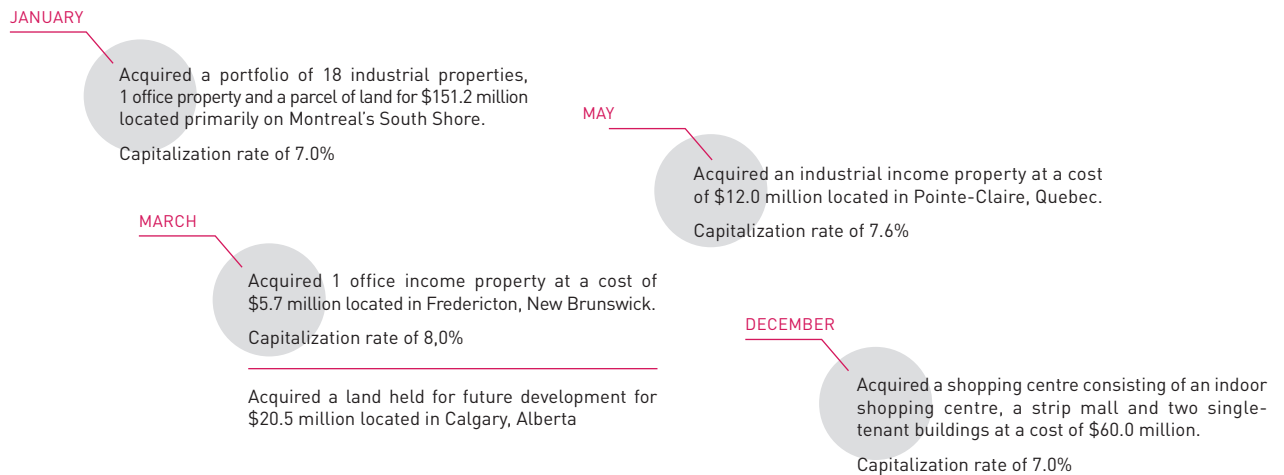 JANUARY
Acquired a portfolio of 18 industrial properties,
1 office property and a parcel of land for $151.2 million
located primarily on Montreal's South Shore.
Capitalization rate of 7.0%
MARCH
Acquired 1 office income property at a cost of
$5.7 million located in Fredericton, New Brunswick.
Capitalization rate of 8,0%
Acquired a land held for future development for
$20.5 million located in Calgary, Alberta
MAY
Acquired an industrial income property at a cost
of $12.0 million located in Pointe-Claire, Quebec.
Capitalization rate of 7.6%
DECEMBER
Acquired a shopping centre consisting of an indoor
shopping centre, a strip mall and two single-
tenant buildings at a cost of $60.0 million.
Capitalization rate of 7.0%